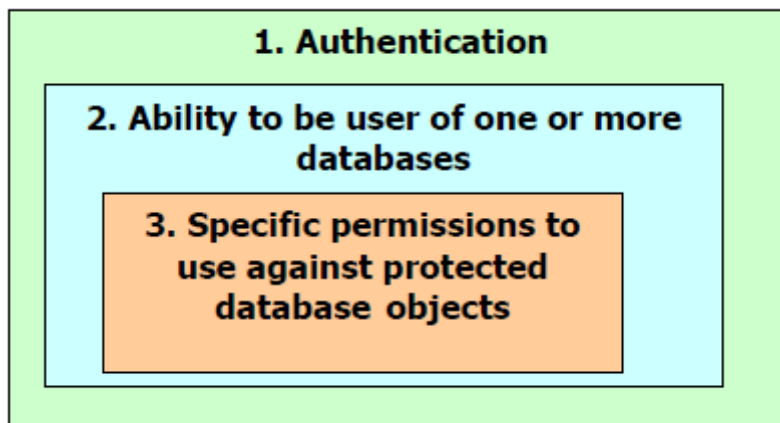 1. Authentication
2. Ability to be user of one or more
databases
3. Specific permissions to
use against protected
database objects